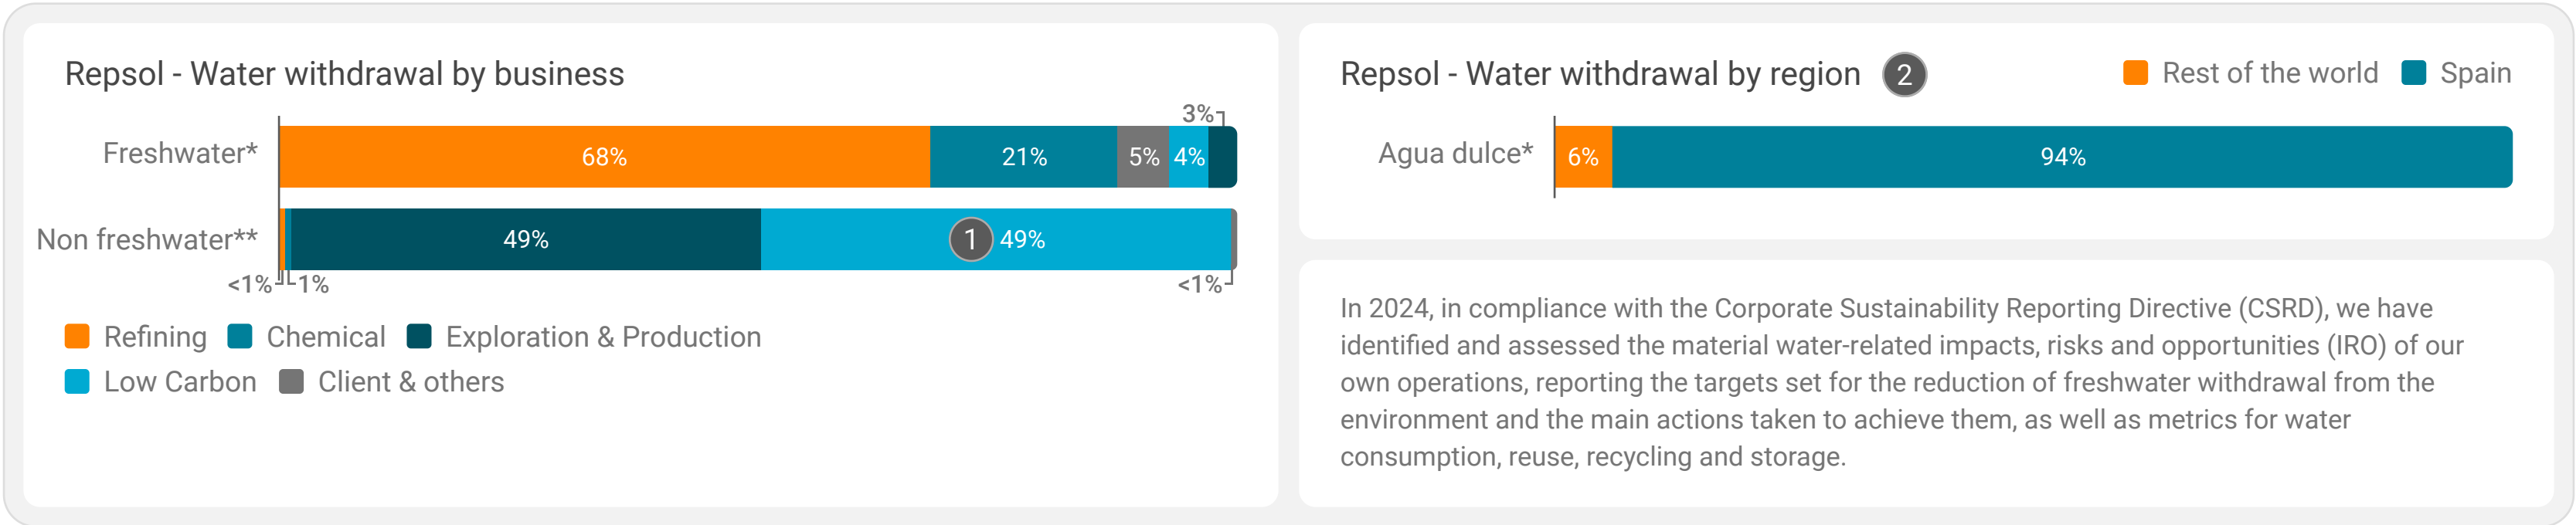 Repsol - Water withdrawal by business
3%
Freshwater*
68%
21%
5%
4%
Non freshwater**
49%
1
49%
<1%
1%
<1%
Refining
Chemical
Exploration & Production
Low Carbon
Client & others
Repsol - Water withdrawal by region
2
Rest of the world
Spain
Agua dulce*
6%
94%
In 2024, in compliance with the Corporate Sustainability Reporting Directive (CSRD), we have
identified and assessed the material water-related impacts, risks and opportunities (IRO) of our
own operations, reporting the targets set for the reduction of freshwater withdrawal from the
environment and the main actions taken to achieve them, as well as metrics for water
consumption, reuse, recycling and storage.